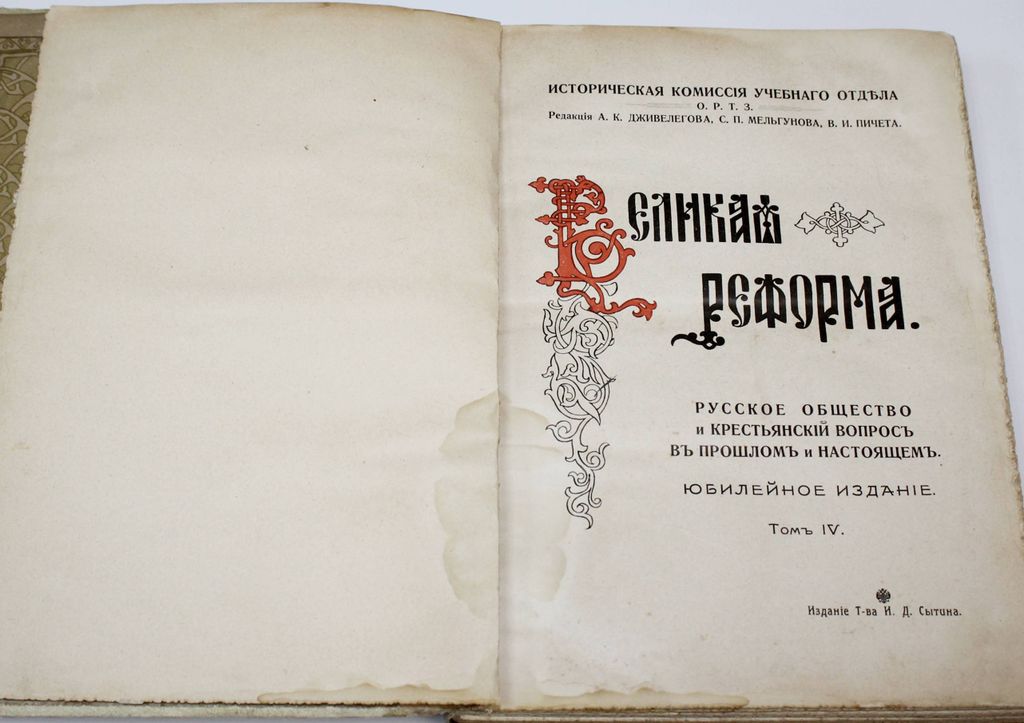 ИСТОРИЧЕСКАЯ КОМИССІЯ УЧЕБНАГО ОТДѢЛА
О. Р. Т. З.
Редакція А. К. ДЖИВЕЛЕГОВА, С. П. МЕЛЬГУНОВА, В. И. ПИЧЕТА.
ВЕЛИКАЯ
РЕФОРМА.
РУССКОЕ ОБЩЕСТВО
и КРЕСТЬЯНСКІЙ ВОПРОСЪ
ВЪ ПРОШЛОМЪ и НАСТОЯЩЕМЪ.
ЮБИЛЕЙНОЕ ИЗДАНІЕ.
Томъ IV.
Изданіе Т-ва И. Д. Сытина.